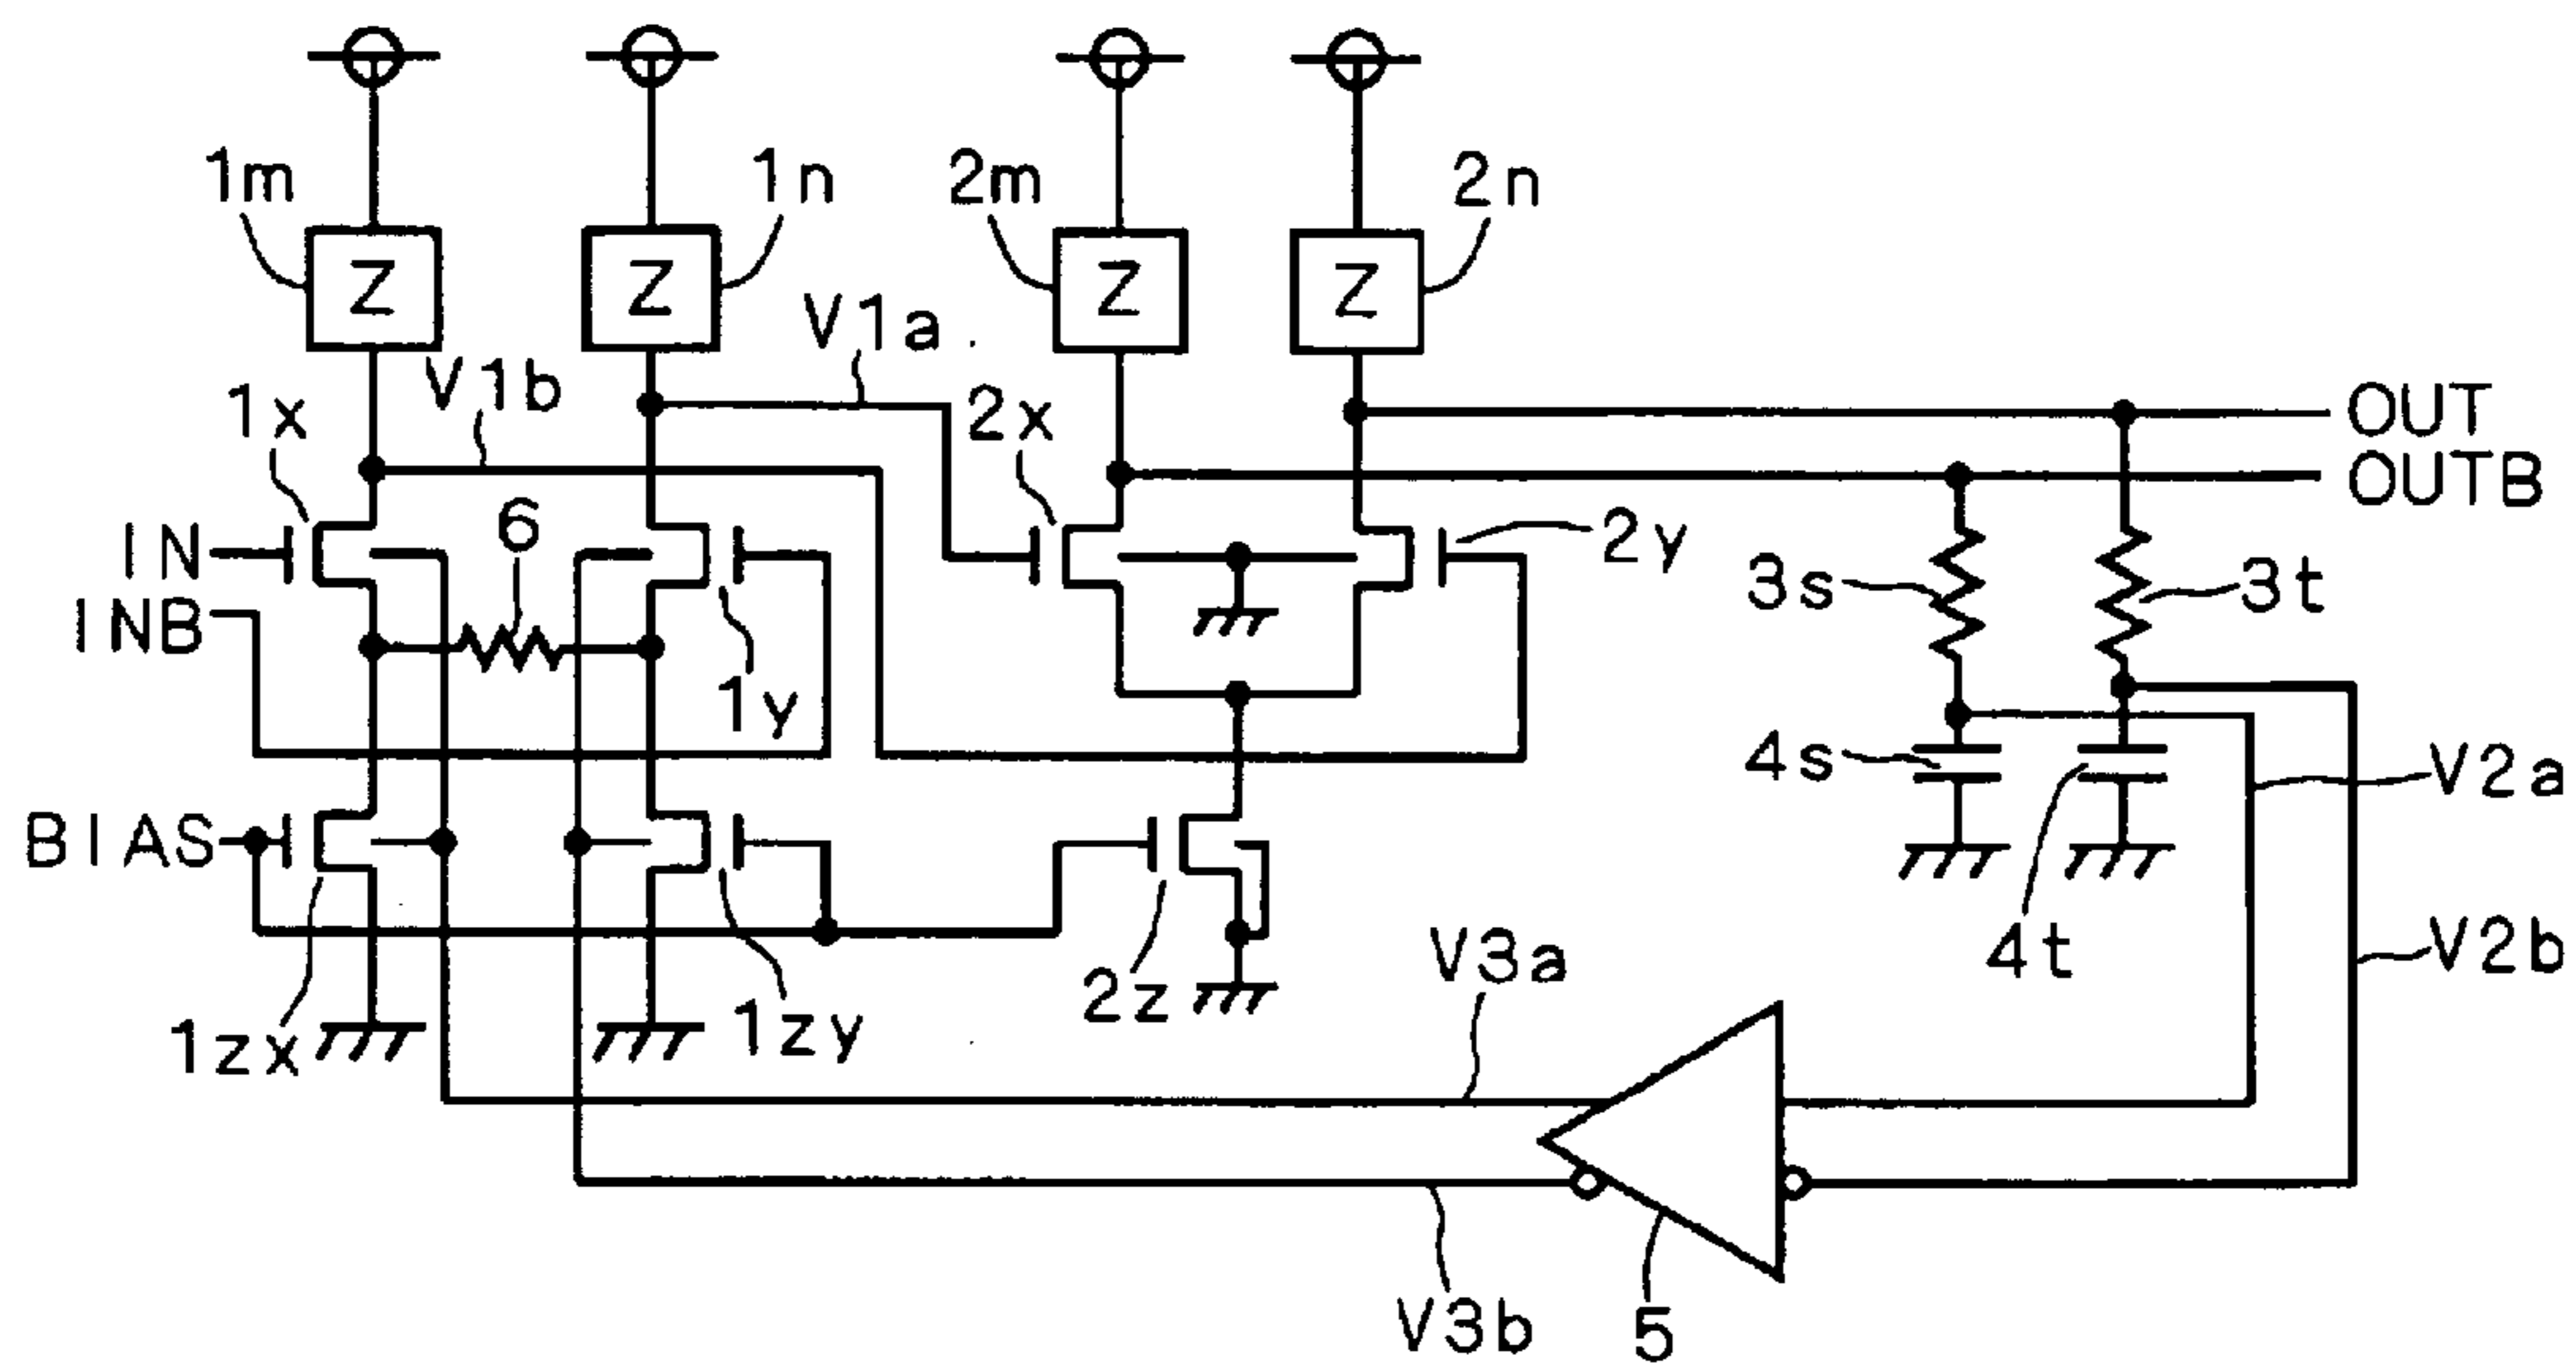 1m
1n
2m
2n
Z
Z
Z
Z
V1a
V1b
1x
2x
OUT
OUTB
IN
6
2y
3s
3t
INB
1y
4s
V2a
BIAS
4t
V2b
V3a
2z
1zx
1zy
V3b
5